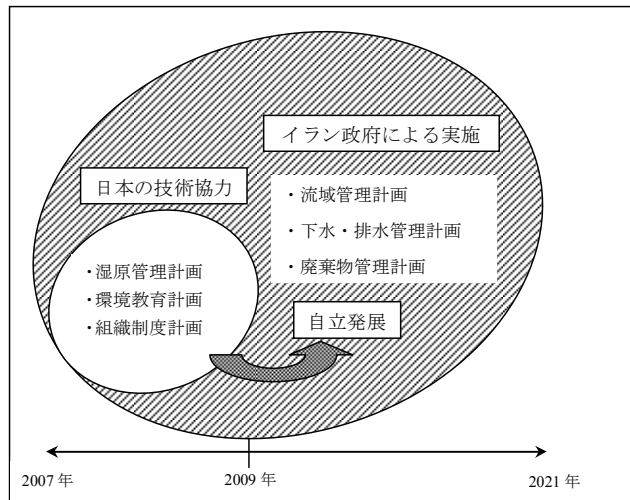 イラン政府による実施
日本の技術協力
・流域管理計画
・下水・排水管理計画
・廃棄物管理計画
・湿原管理計画
・環境教育計画
・組織制度計画
自立発展
2007 年
2009 年
2021 年